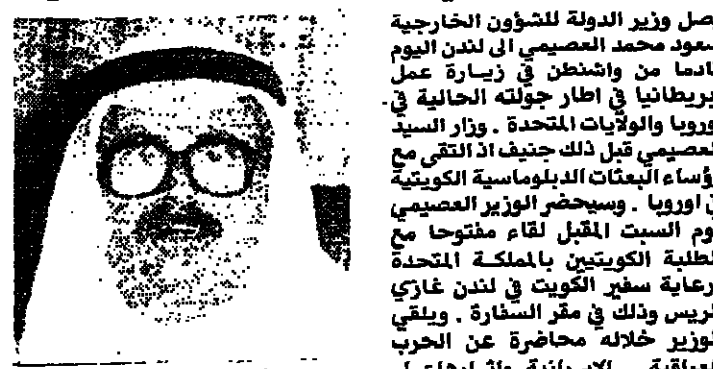 يصل وزير الدولة للشؤون الخارجية
سعود محمد العصيمي الى لندن اليوم
قادما من واشنطن في زيارة عمل
لبريطانيا في اطار جولته الحالية في
اوروبا والولايات المتحدة . وزار السيد
العصيمي قبل ذلك جنيف اذ التقى مع
رؤساء البعثات الدبلوماسية الكويتية
في اوروبا . وسيحضر الوزير العصيمي
يوم السبت المقبل لقاء مفتوحا مع
الطلبة الكويتيين بالمملكة المتحدة
برعاية سفير الكويت في لندن غازي
الريس وذلك في مقر السفارة . ويلقي
الوزير خلاله محاضرة عن الحرب
العراقية - الايرانية